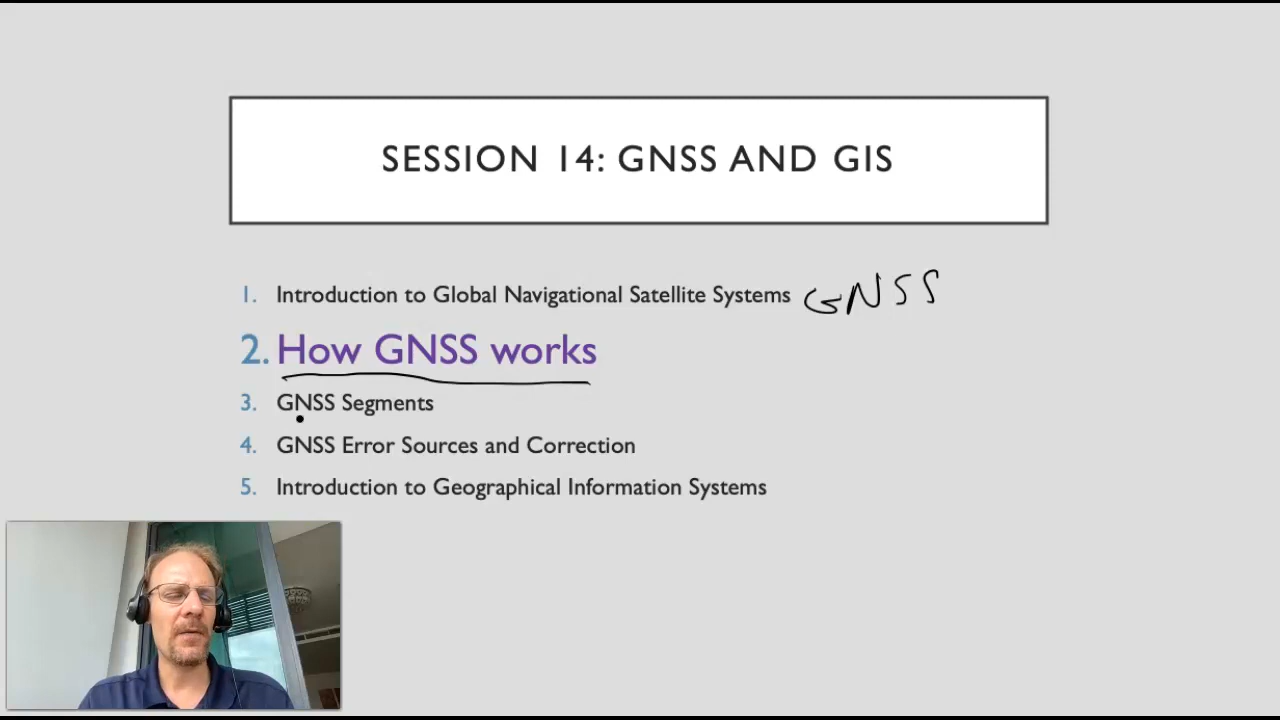 SESSION 14: GNSS AND GIS
1. Introduction to Global Navigational Satellite Systems GNSS
2. How GNSS works
3. GNSS Segments
4. GNSS Error Sources and Correction
5. Introduction to Geographical Information Systems